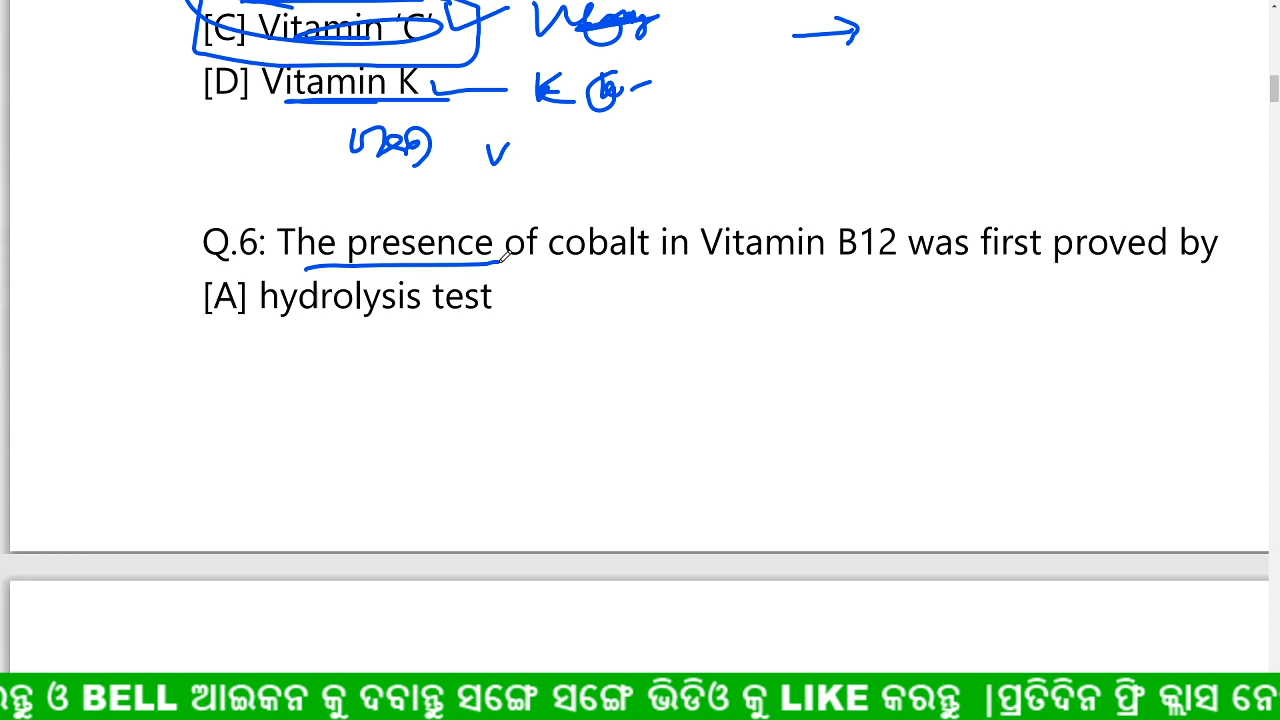 [C] Vitamin 'C'
[D] Vitamin K
V
Q.6: The presence of cobalt in Vitamin B12 was first proved by
[A] hydrolysis test
ଓ BELL ଆଇକନ କୁ ଦବାନ୍ତୁ ସଙ୍ଗେ ସଙ୍ଗେ ଭିଡିଓ କୁ LIKE କରନ୍ତୁ |ପ୍ରତିଦିନ ଫ୍ରି କ୍ଲାସ ନେ